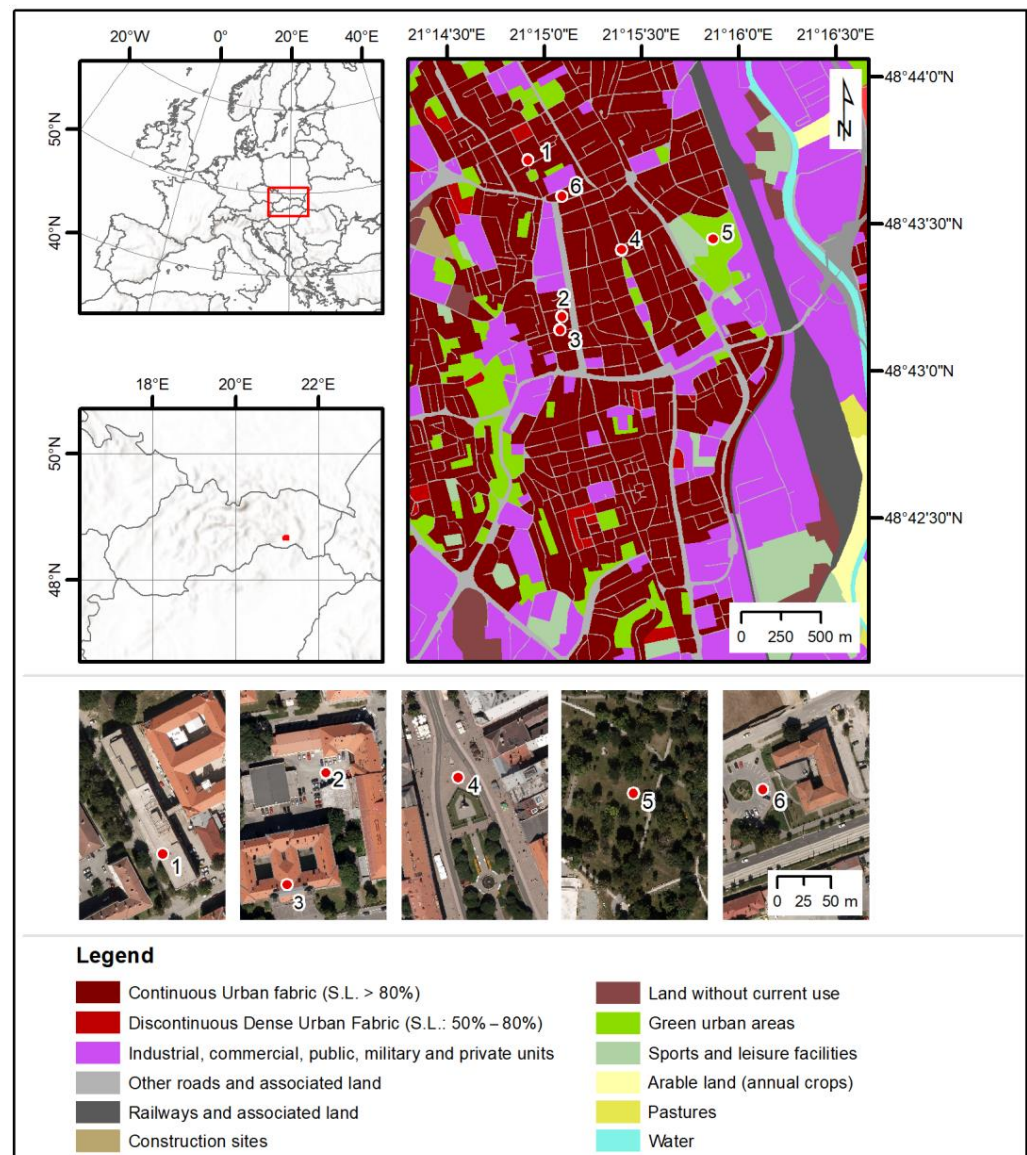 20°W 0° 20°E 40°E
50°N
40°N
21°14'30"E 21°15'0"E 21°15'30"E 21°16'0"E 21°16'30"E
48°44'0"N
48°43'30"N
48°43'0"N
48°42'30"N
N
1
6
5
4
2
3
0 250 500 m
18°E 20°E 22°E
50°N
48°N
1
2
3
4
5
6
0 25 50 m
Legend
Continuous Urban fabric (S.L. > 80%)
Discontinuous Dense Urban Fabric (S.L.: 50% – 80%)
Industrial, commercial, public, military and private units
Other roads and associated land
Railways and associated land
Construction sites
Land without current use
Green urban areas
Sports and leisure facilities
Arable land (annual crops)
Pastures
Water